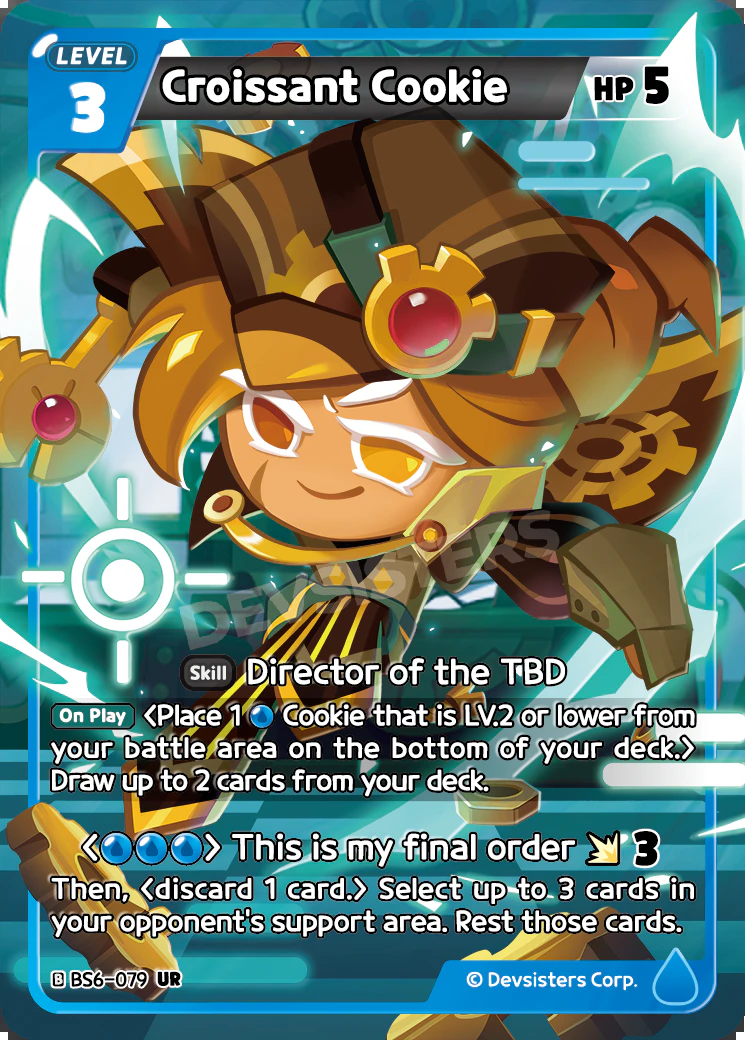 LEVEL
3
Croissant Cookie
HP 5
DEVSISTERS
Skill Director of the TBD
On Play <Place 1 Cookie that is LV.2 or lower from
your battle area on the bottom of your deck.>
Draw up to 2 cards from your deck.
< > This is my final order 3
Then, <discard 1 card.> Select up to 3 cards in
your opponent's support area. Rest those cards.
B BS6-079 UR
© Devsisters Corp.